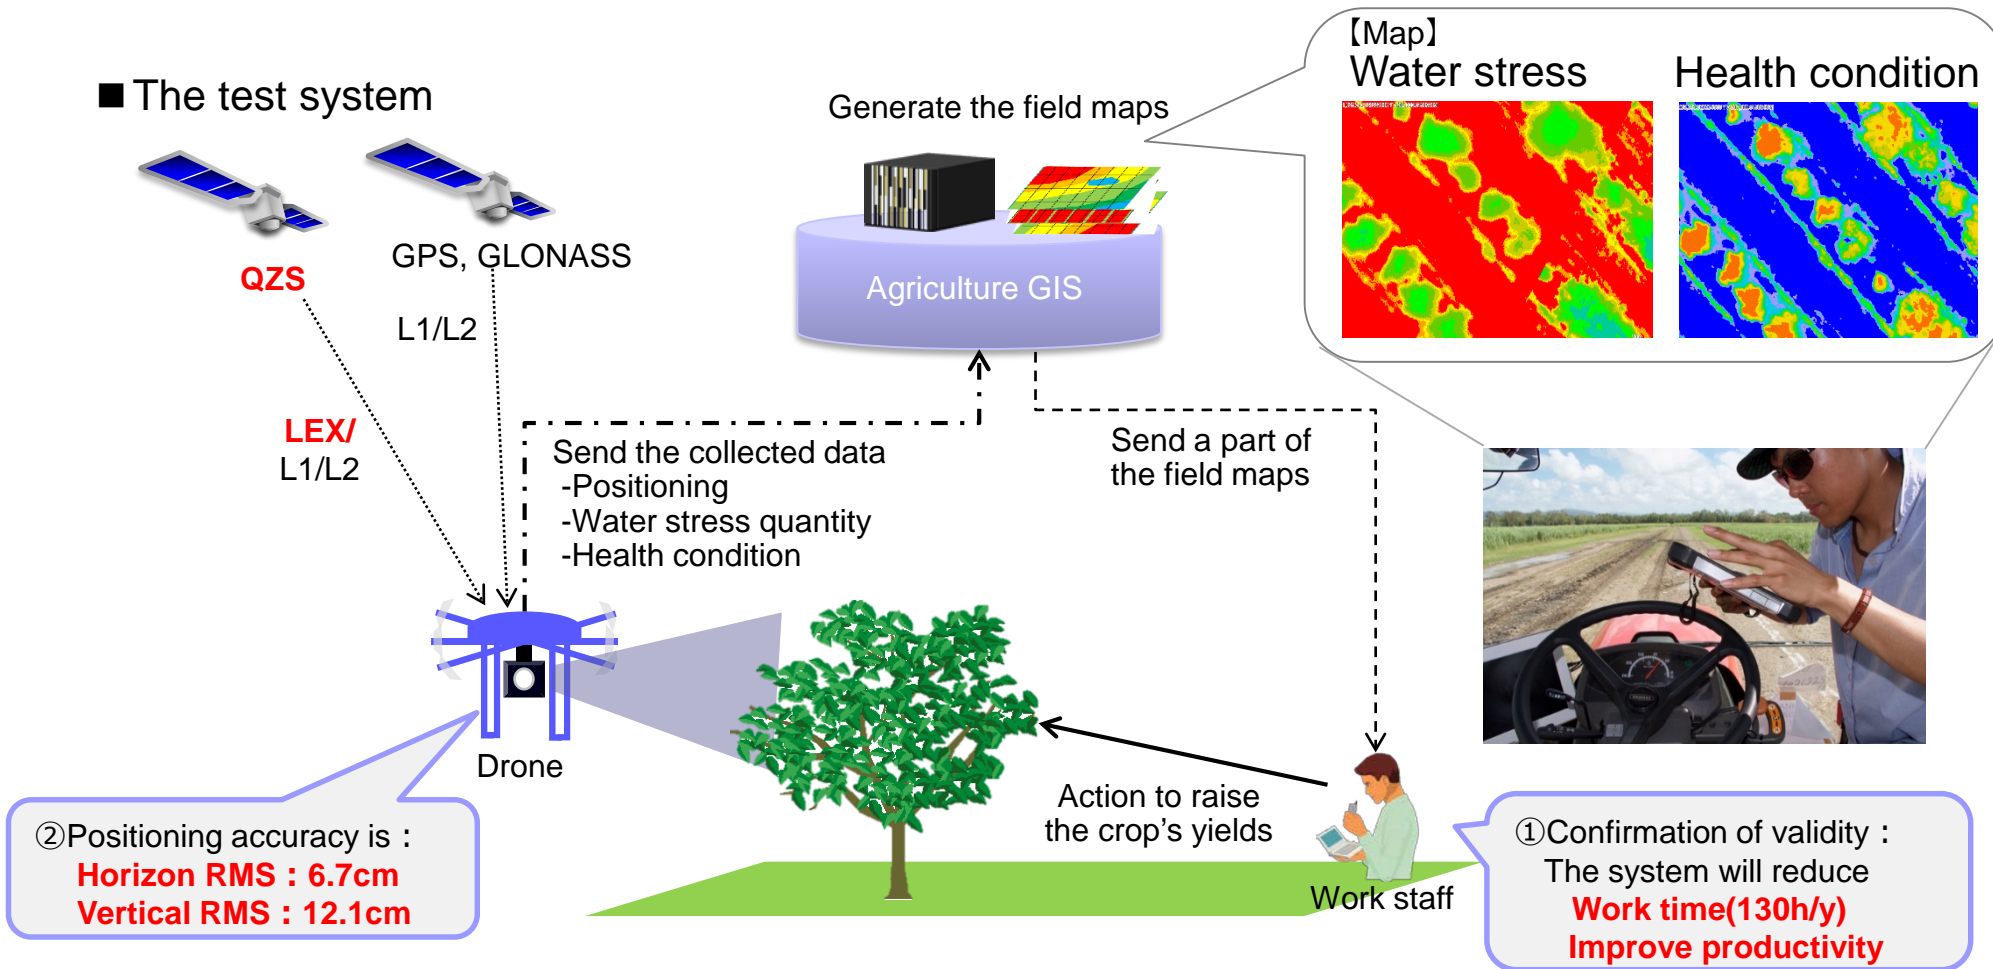 ■ The test system
QZS
GPS, GLONASS
L1/L2
LEX/
L1/L2
Generate the field maps
Agriculture GIS
【Map】
Water stress
Health condition
Send the collected data
-Positioning
-Water stress quantity
-Health condition
Send a part of
the field maps
Drone
②Positioning accuracy is：
Horizon RMS：6.7cm
Vertical RMS：12.1cm
Action to raise
the crop's yields
Work staff
①Confirmation of validity：
The system will reduce
Work time(130h/y)
Improve productivity